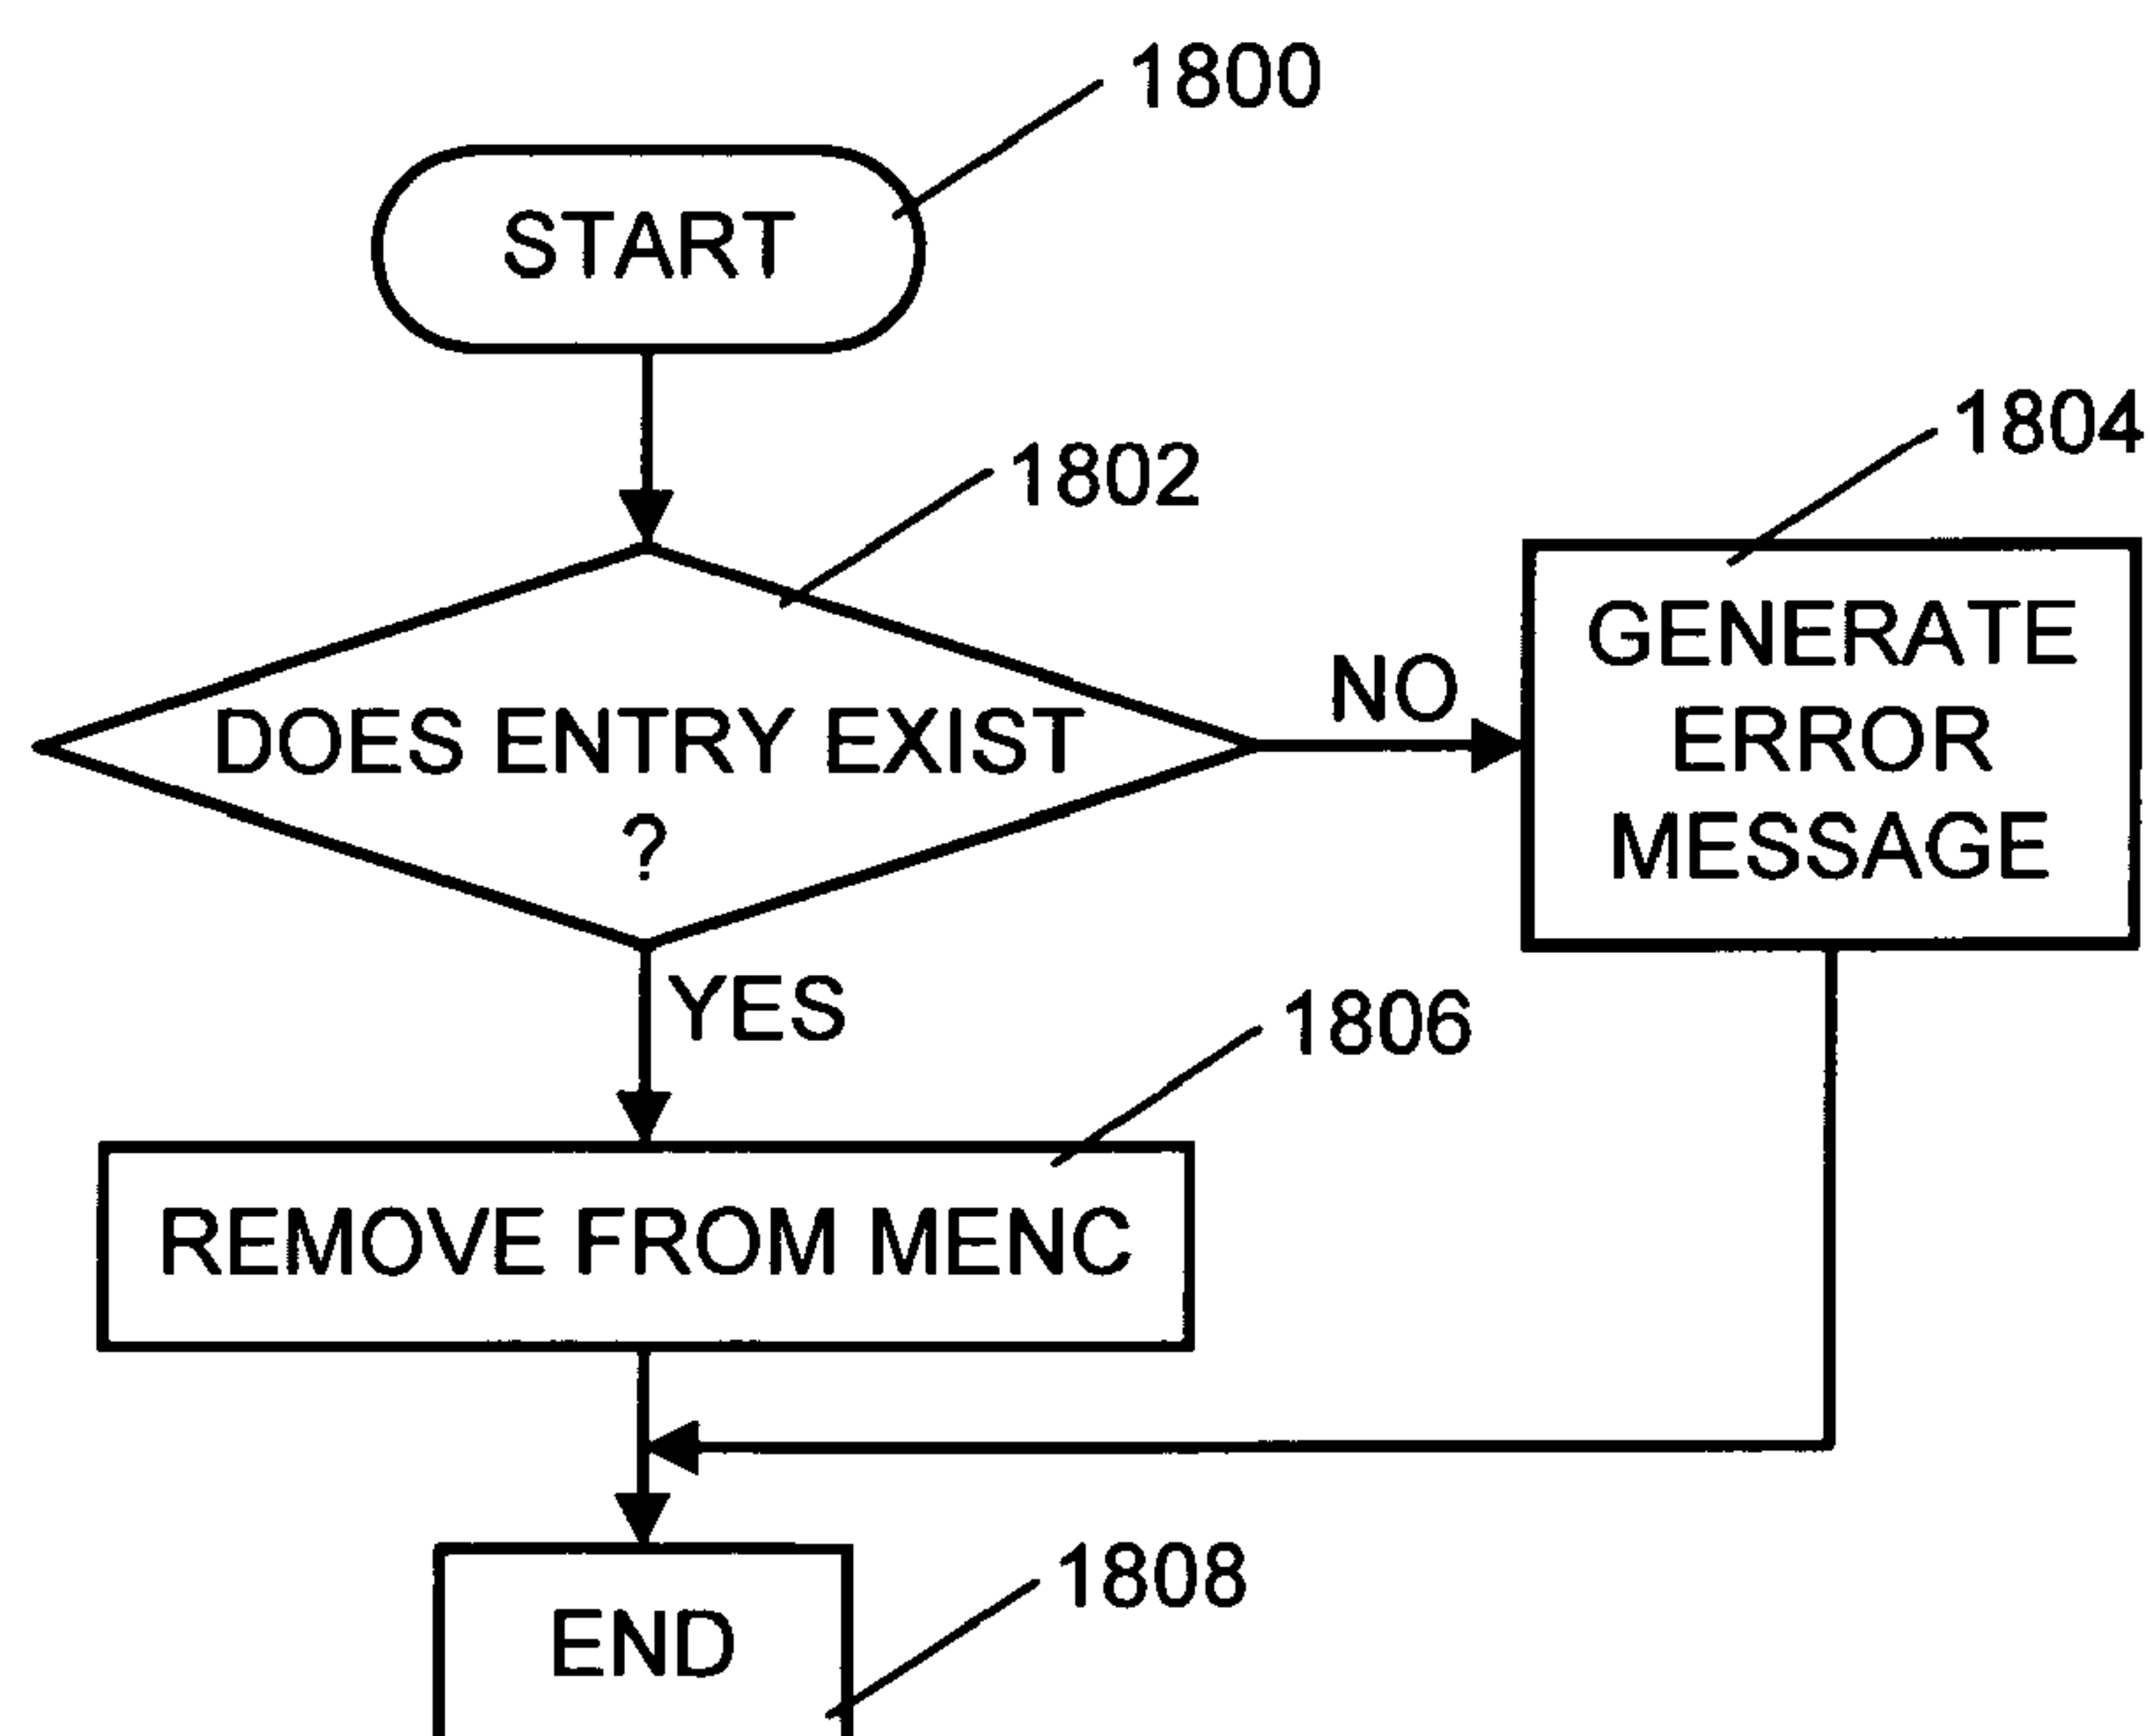 1800
START
1802
1804
DOES ENTRY EXIST
?
NO
GENERATE
ERROR
MESSAGE
YES
1806
REMOVE FROM MENC
1808
END